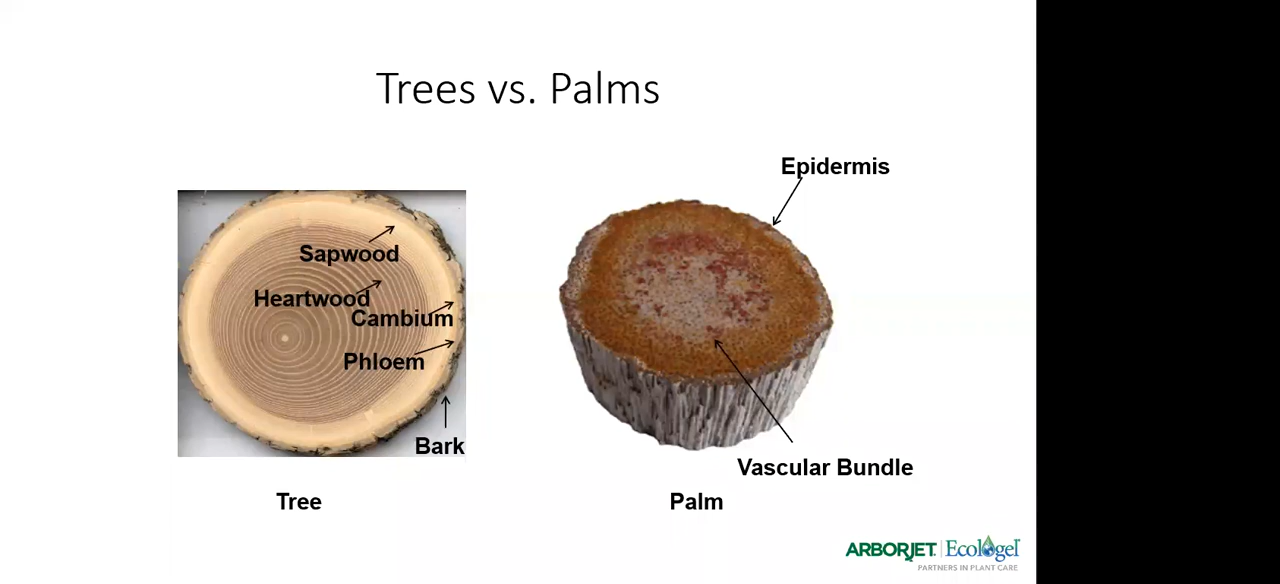 Trees vs. Palms
Epidermis
Sapwood
Heartwood
Cambium
Phloem
Bark
Vascular Bundle
Tree
Palm
ARBORJET | Ecologel
PARTNERS IN PLANT CARE